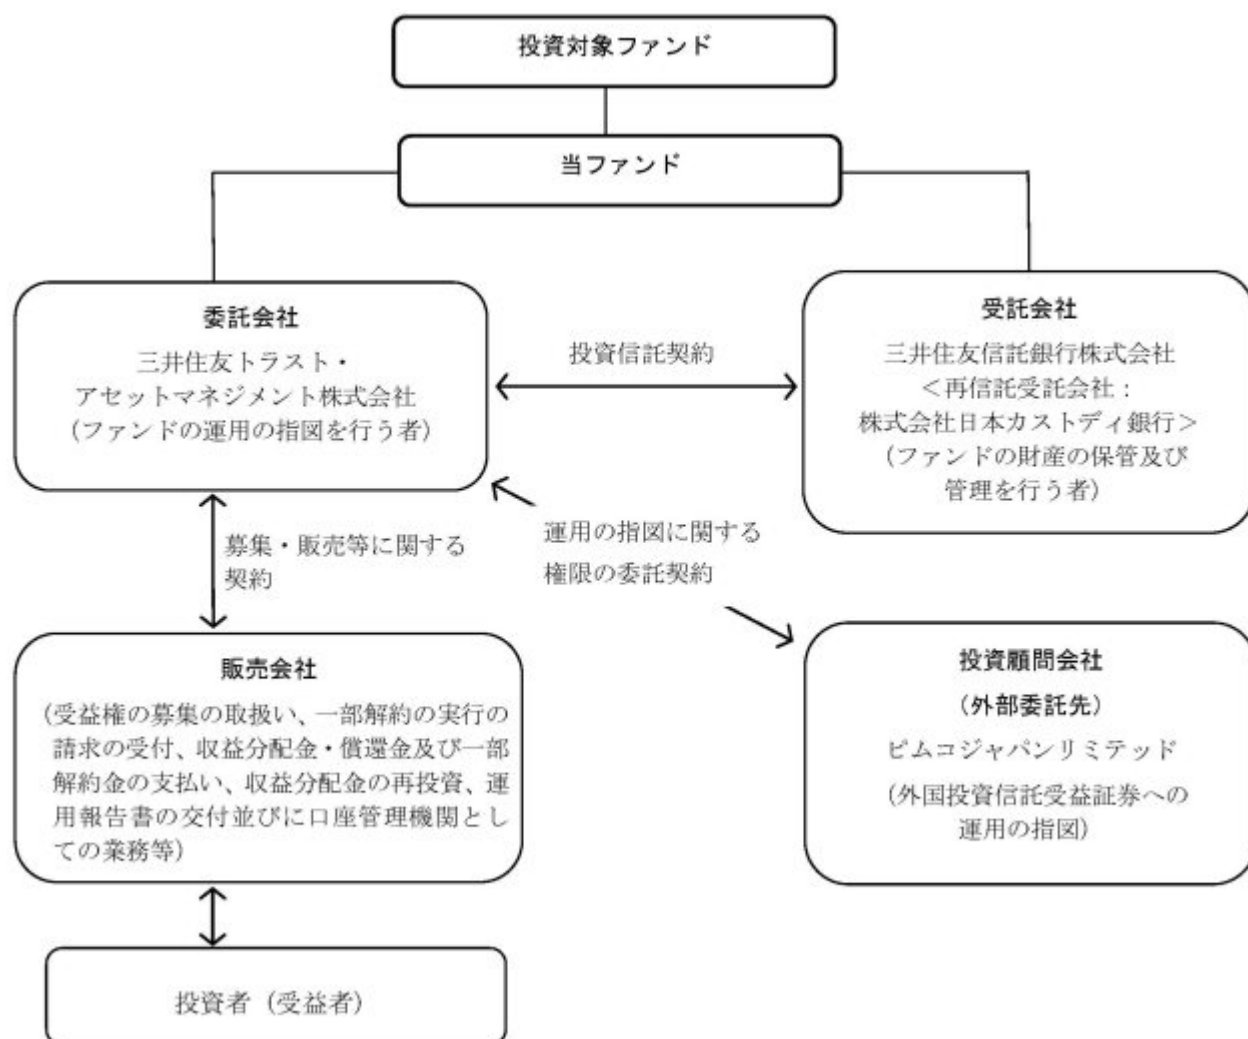 投資対象ファンド
当ファンド
委託会社
三井住友トラスト・
アセットマネジメント株式会社
（ファンドの運用の指図を行う者）
投資信託契約
受託会社
三井住友信託銀行株式会社
＜再信託受託会社：
株式会社日本カストディ銀行＞
（ファンドの財産の保管及び
管理を行う者）
募集・販売等に関する
契約
運用の指図に関する
権限の委託契約
販売会社
（受益権の募集の取扱い、一部解約の実行の
請求の受付、収益分配金・償還金及び一部
解約金の支払い、収益分配金の再投資、運
用報告書の交付並びに口座管理機関とし
ての業務等）
投資顧問会社
（外部委託先）
ピムコジャパンリミテッド
（外国投資信託受益証券への
運用の指図）
投資者（受益者）